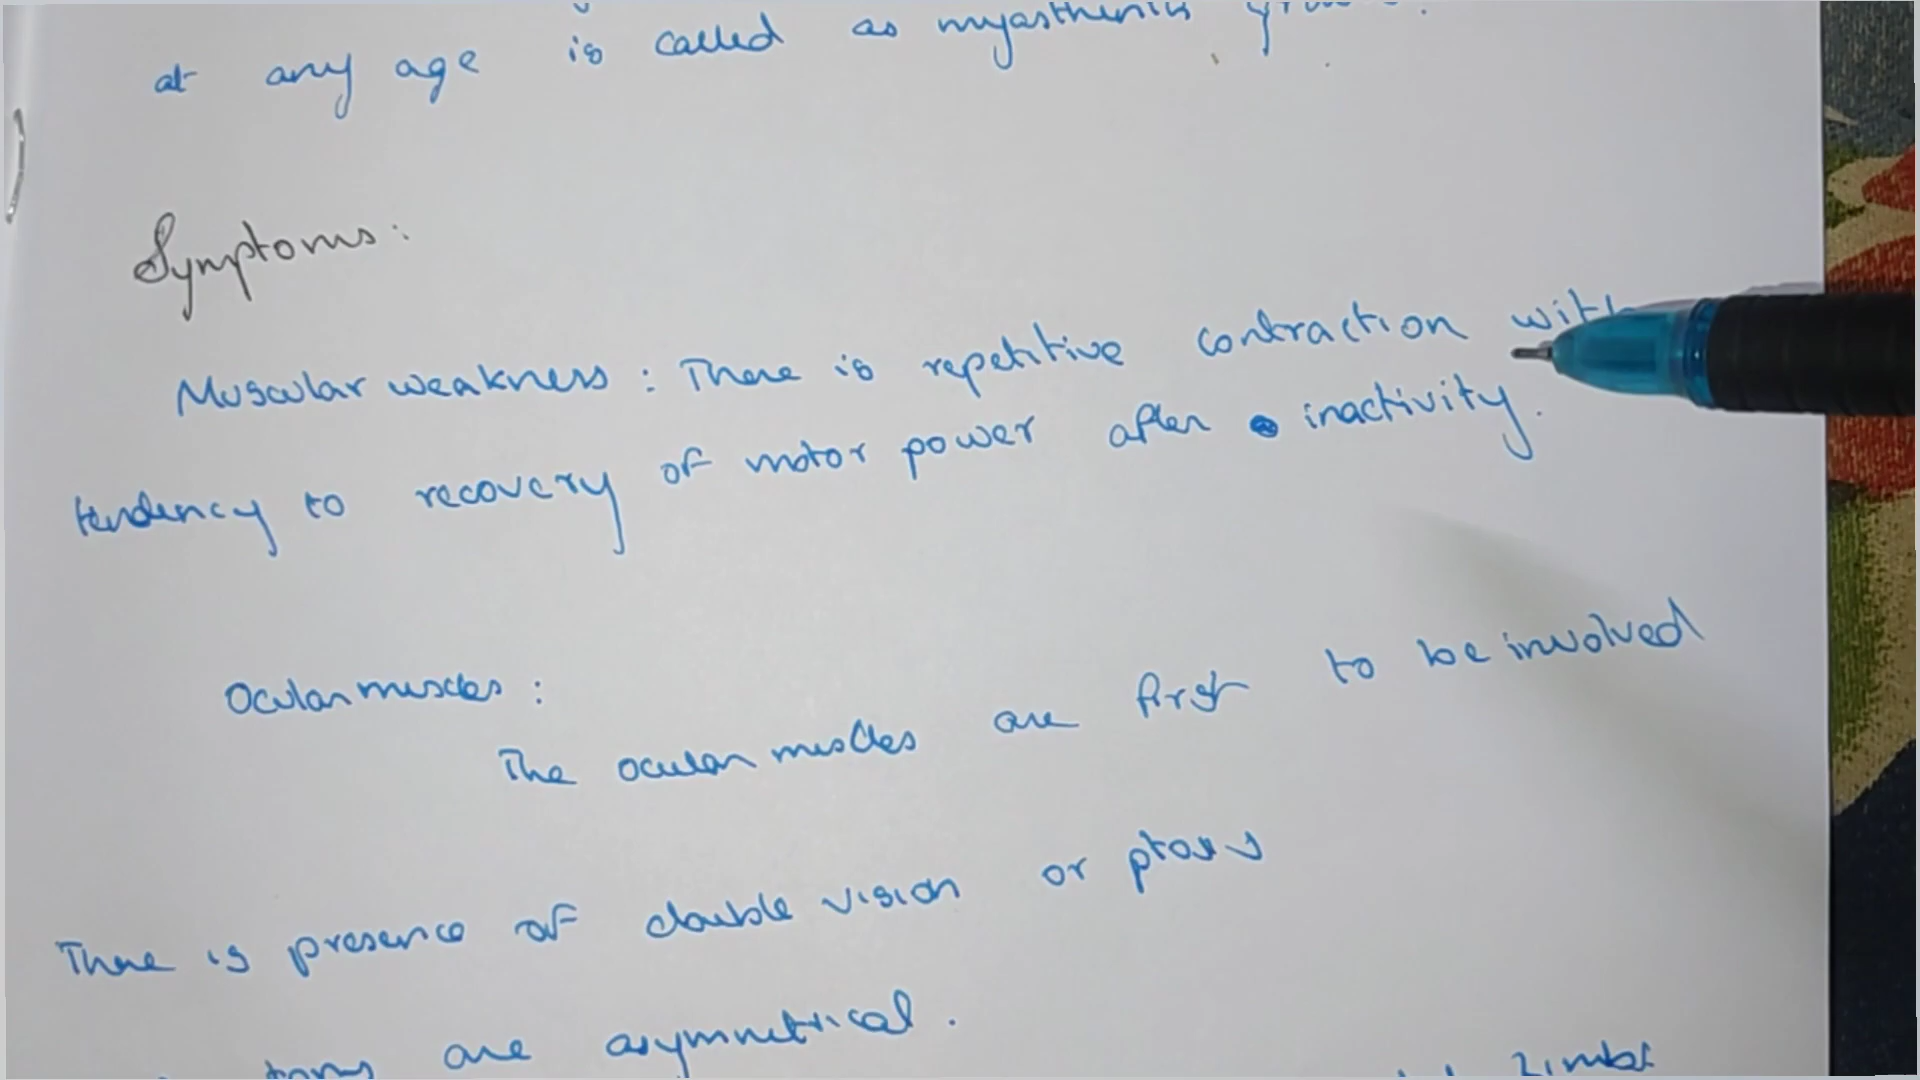 at any age is called as myasthenia
Symptoms:
Muscular weakness : There is repetitive contraction with
tendency to recovery of motor power after inactivity.
Ocular muscles :
The ocular muscles are first to be involved
There is presence of double vision or ptosis
are asymmetrical.
limb